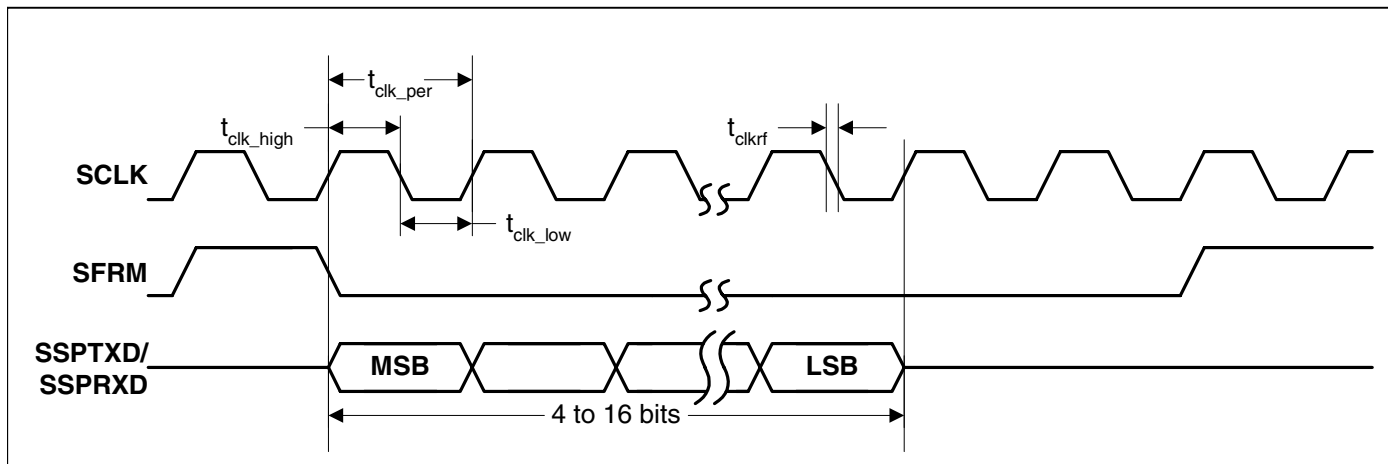 t_clk_per
t_clk_high
t_clkrf
SCLK
t_clk_low
SFRM
SSPTXD/
SSPRXD
MSB
LSB
4 to 16 bits